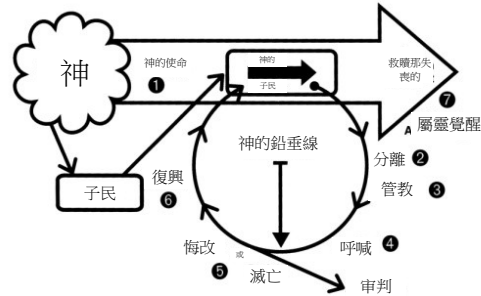 神
神的使命
❶
神的
子民
救贖那失
喪的
❼
A 屬靈覺醒
神的鉛垂線
分離 ❷
管教 ❸
子民
復興
❻
呼喊 ❹
悔改 或
❺ 滅亡
審判